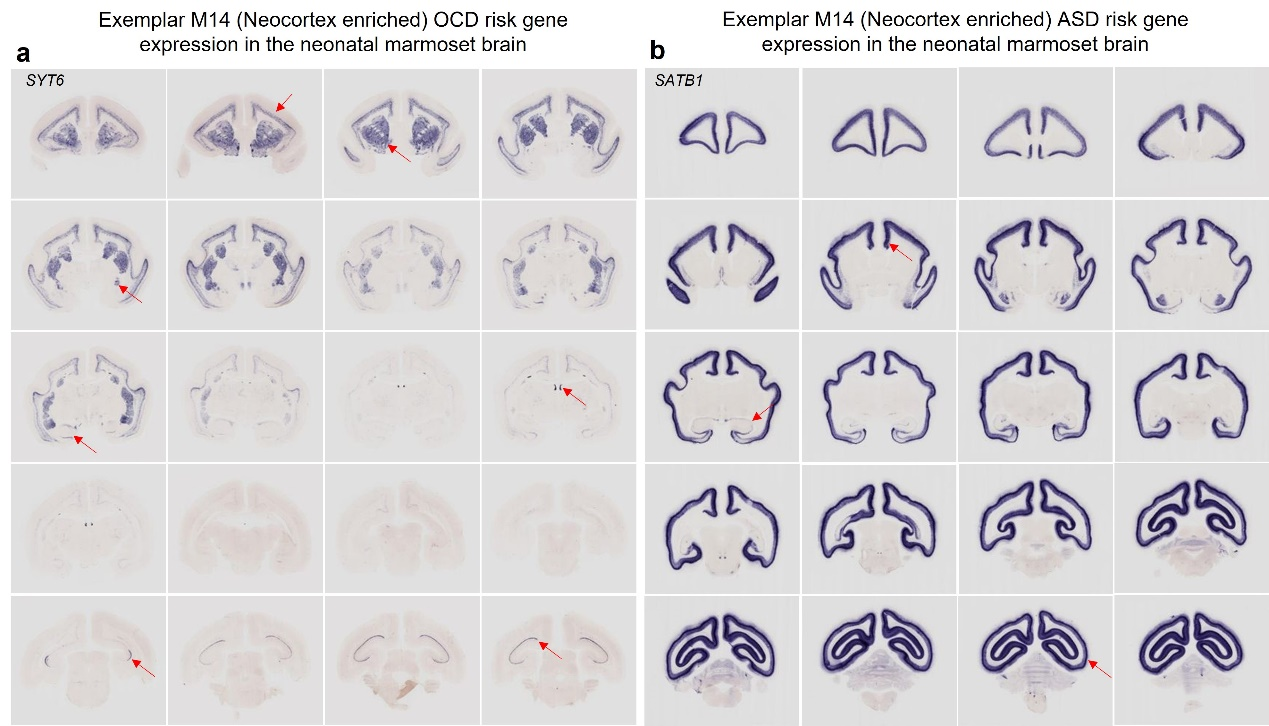 Exemplar M14 (Neocortex enriched) OCD risk gene
expression in the neonatal marmoset brain
a
SYT6
Exemplar M14 (Neocortex enriched) ASD risk gene
expression in the neonatal marmoset brain
b
SATB1